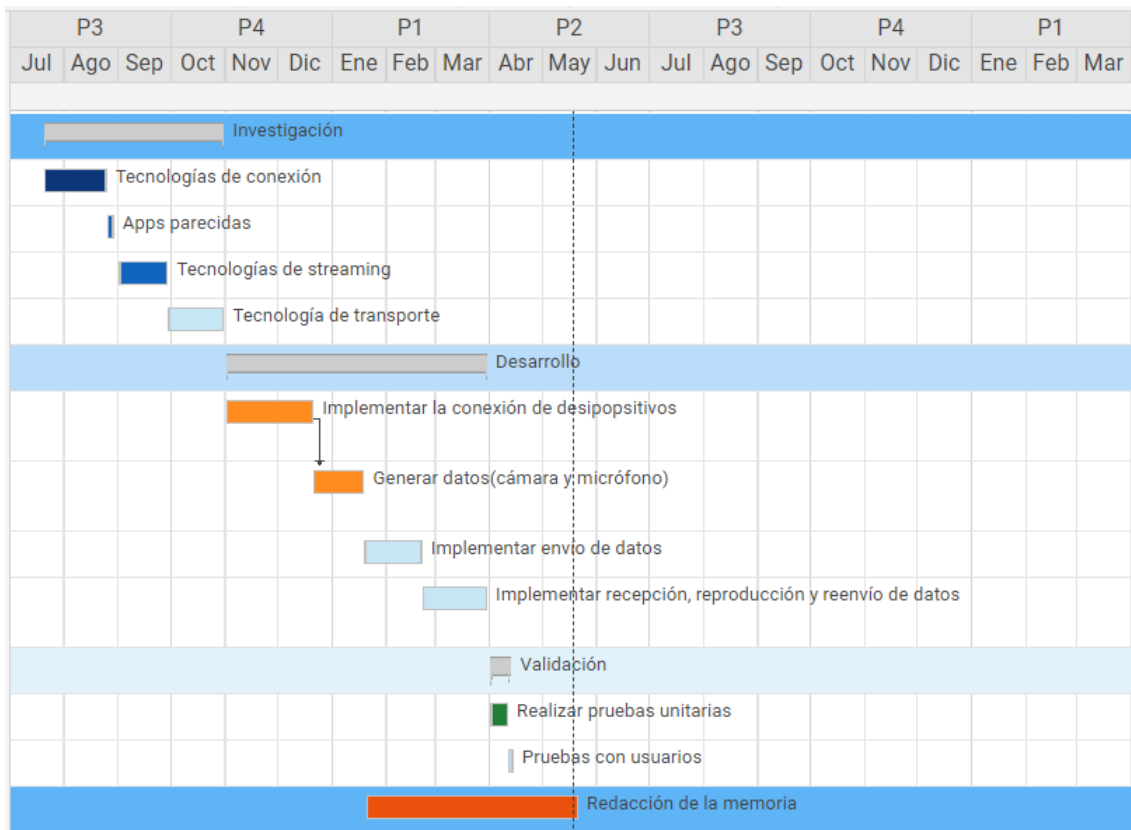 P3 P4 P1 P2 P3 P4 P1
Jul Ago Sep Oct Nov Dic Ene Feb Mar Abr May Jun Jul Ago Sep Oct Nov Dic Ene Feb Mar
Investigación
Tecnologías de conexión
Apps parecidas
Tecnologías de streaming
Tecnología de transporte
Desarrollo
Implementar la conexión de desipopsitivos
Generar datos(cámara y micrófono)
Implementar envío de datos
Implementar recepción, reproducción y reenvío de datos
Validación
Realizar pruebas unitarias
Pruebas con usuarios
Redacción de la memoria